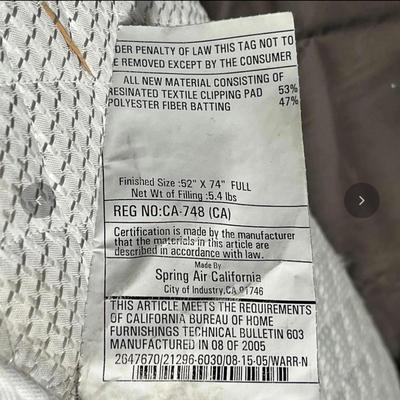 DER PENALTY OF LAW THIS TAG NOT TO
E REMOVED EXCEPT BY THE CONSUMER
ALL NEW MATERIAL CONSISTING OF
RESINATED TEXTILE CLIPPING PAD 53%
POLYESTER FIBER BATTING 47%
Finished Size :52" X 74" FULL
Net Wt of Filling :5.4 lbs
REG NO:CA-748 (CA)
Certification is made by the manufacturer
that the materials in this article are
described in accordance with law.
Made By
Spring Air California
City of Industry,CA 91746
THIS ARTICLE MEETS THE REQUIREMENTS
OF CALIFORNIA BUREAU OF HOME
FURNISHINGS TECHNICAL BULLETIN 603
MANUFACTURED IN 08 OF 2005
2647670/21296-6030/08-15-05/WARR-N